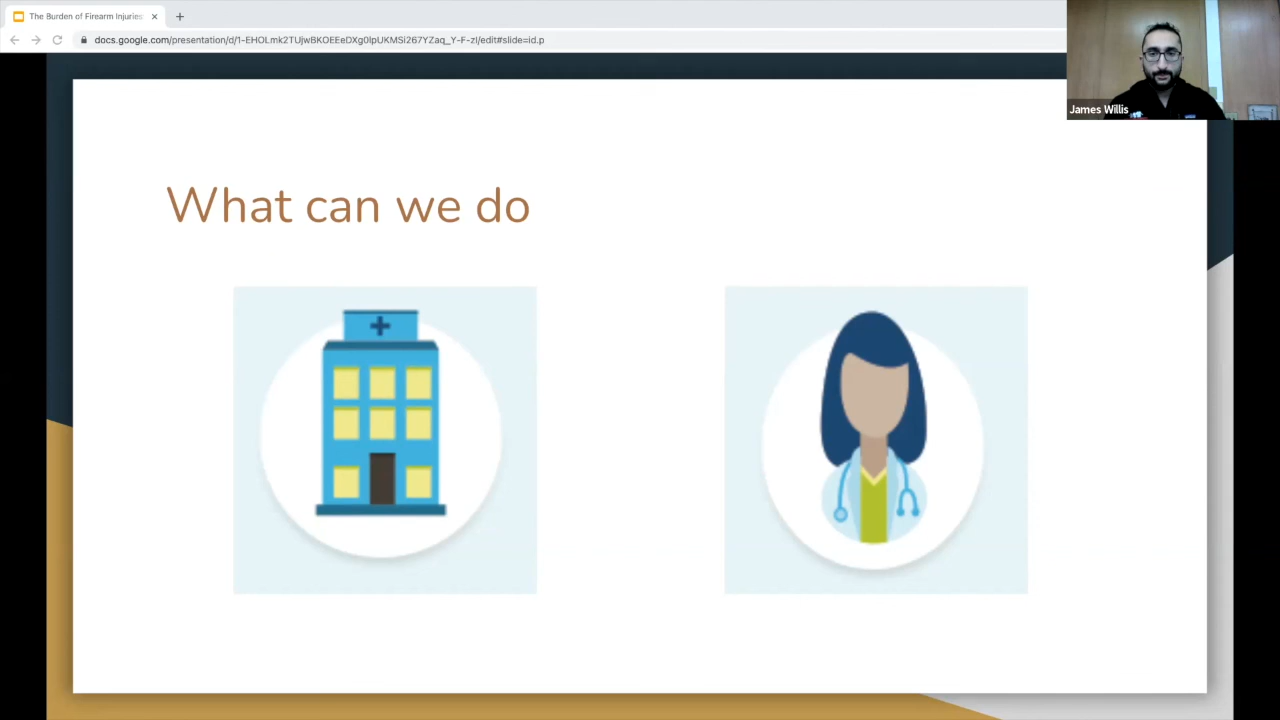 The Burden of Firearm Injuries
docs.google.com/presentation/d/1-EHOLmk2TUjwBKOEEeDXg0lpUKMSi267YZaq_Y-F-zI/edit#slide=id.p
James Willis
What can we do